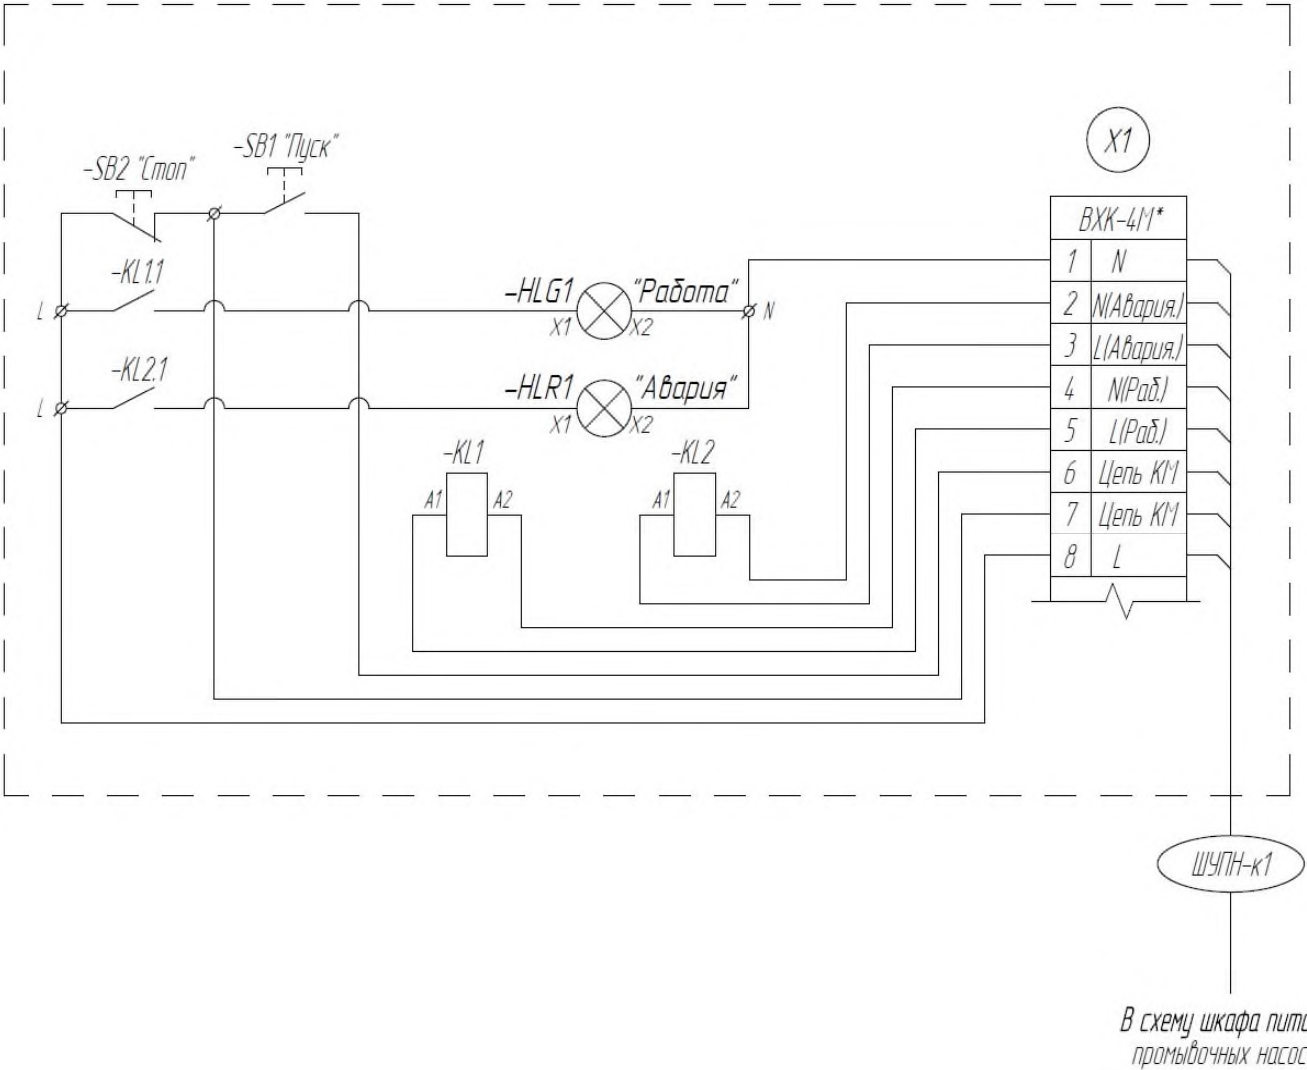 X1
-SB1 "Пуск"
-SB2 "Стоп"
ВХК-4М*
-KL1.1
1 N
-HLG1 "Работа"
L X1 X2 N
2 N(Авария.)
3 L(Авария.)
-KL2.1
-HLR1 "Авария"
4 N(Раб.)
L X1 X2
5 L(Раб.)
-KL1 -KL2
6 Цепь КМ
A1 A2 A1 A2
7 Цепь КМ
8 L
ШУПН-к1
В схему шкафа
промывочных